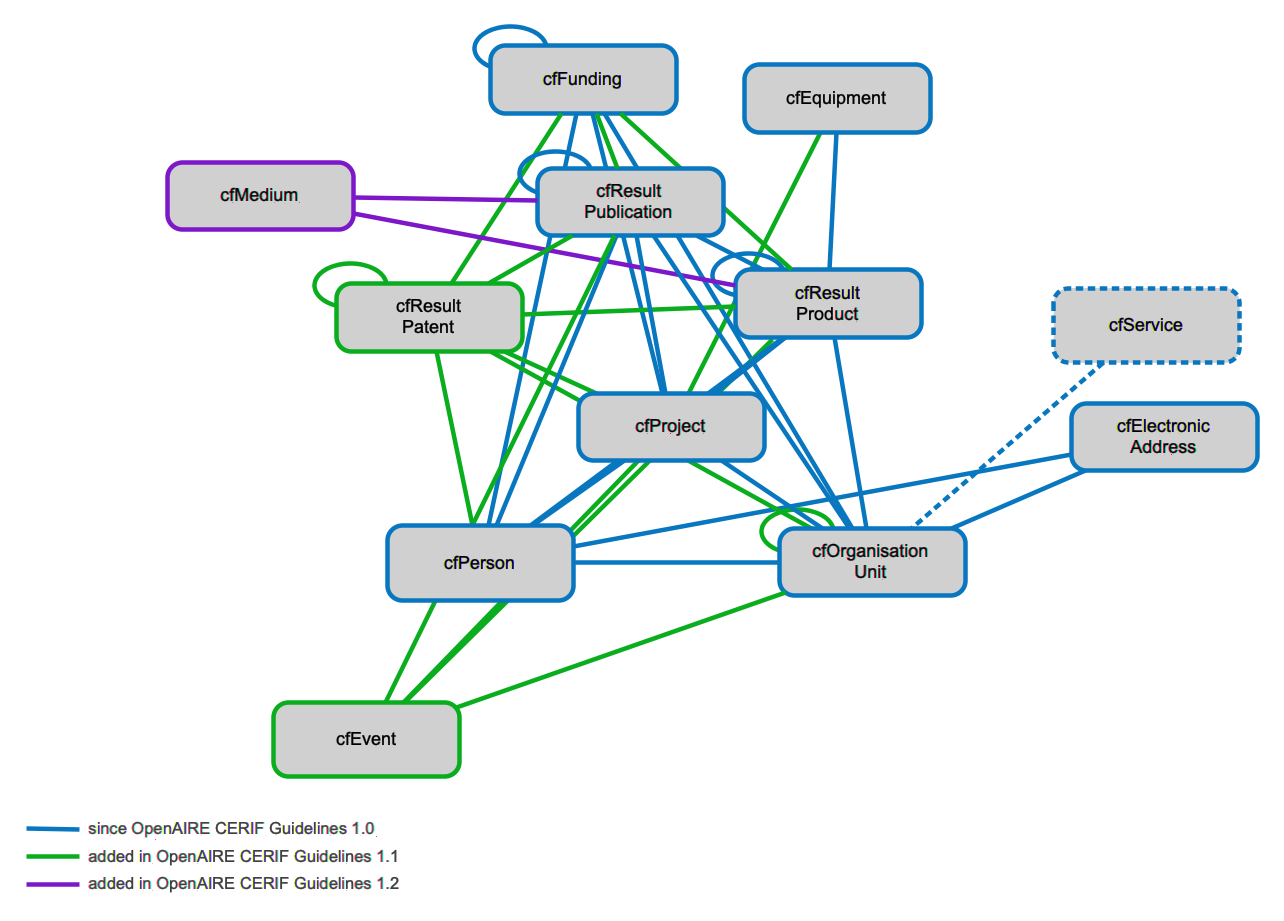 cfFunding
cfEquipment
cfMedium
cfResult
Publication
cfResult
Patent
cfResult
Product
cfService
cfProject
cfElectronic
Address
cfPerson
cfOrganisation
Unit
cfEvent
since OpenAIRE CERIF Guidelines 1.0
added in OpenAIRE CERIF Guidelines 1.1
added in OpenAIRE CERIF Guidelines 1.2